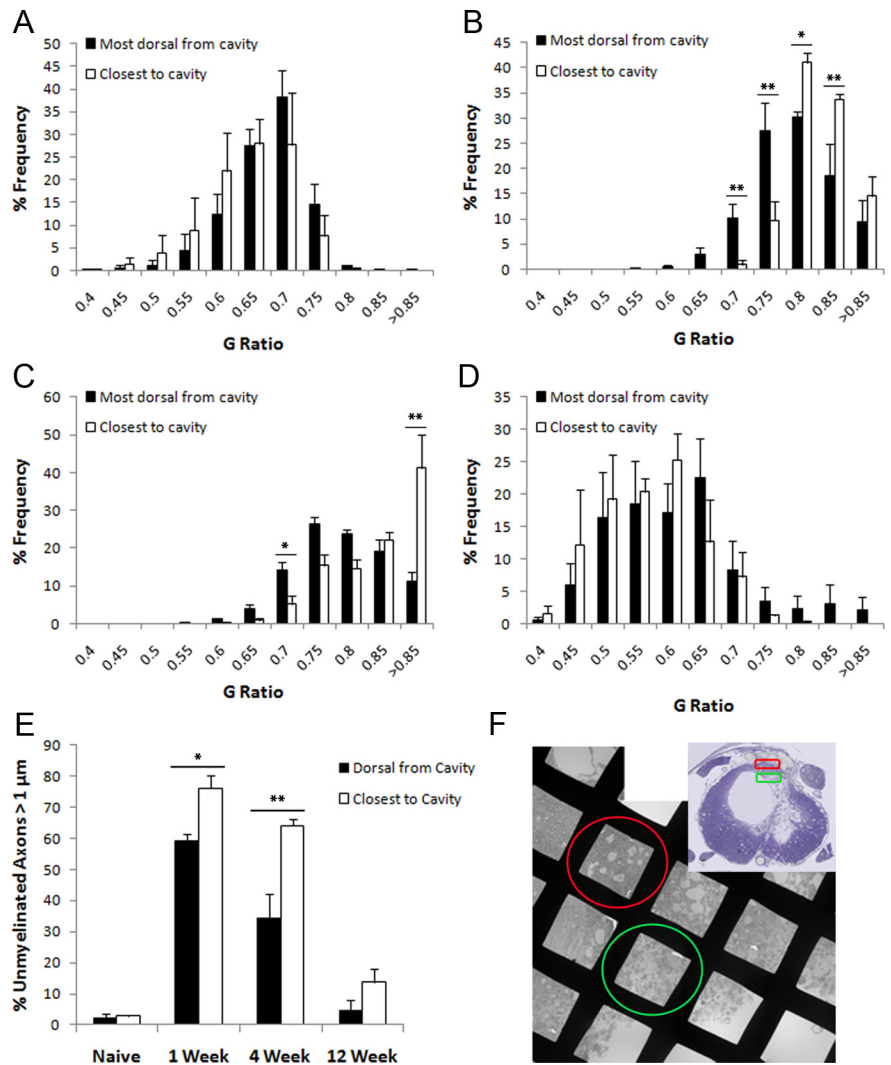 A
Most dorsal from cavity
Closest to cavity
% Frequency
50
45
40
35
30
25
20
15
10
5
0
0.4 0.45 0.5 0.55 0.6 0.65 0.7 0.75 0.8 0.85 >0.85
G Ratio
B
Most dorsal from cavity
Closest to cavity
% Frequency
45
40
35
30
25
20
15
10
5
0
** ** * **
0.4 0.45 0.5 0.55 0.6 0.65 0.7 0.75 0.8 0.85 >0.85
G Ratio
C
Most dorsal from cavity
Closest to cavity
% Frequency
60
50
40
30
20
10
0
* **
0.4 0.45 0.5 0.55 0.6 0.65 0.7 0.75 0.8 0.85 >0.85
G Ratio
D
Most dorsal from cavity
Closest to cavity
% Frequency
35
30
25
20
15
10
5
0
0.4 0.45 0.5 0.55 0.6 0.65 0.7 0.75 0.8 0.85 >0.85
G Ratio
E
Dorsal from Cavity
Closest to Cavity
% Unmyelinated Axons > 1 µm
90
80
70
60
50
40
30
20
10
0
* **
Naive 1 Week 4 Week 12 Week
F